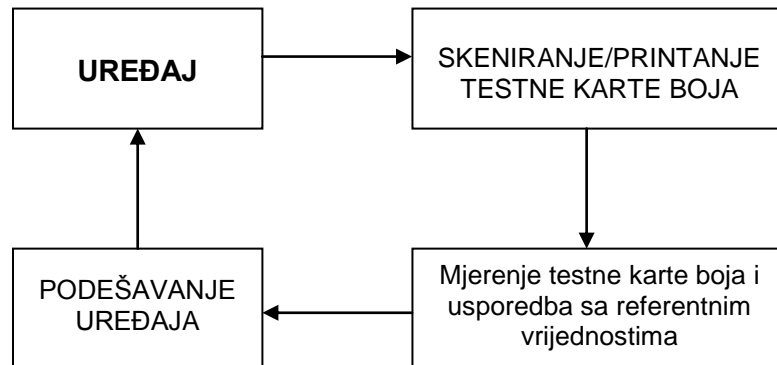 UREĐAJ
SKENIRANJE/PRINTANJE
TESTNE KARTE BOJA
PODEŠAVANJE
UREĐAJA
Mjerenje testne karte boja i
usporedba sa referentnim
vrijednostima